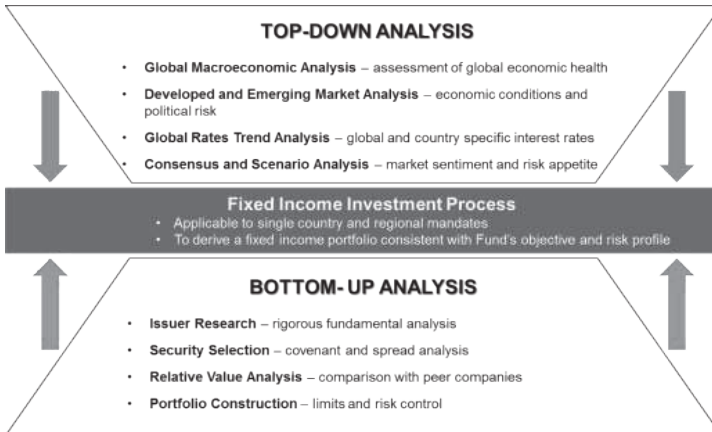 TOP-DOWN ANALYSIS
• Global Macroeconomic Analysis – assessment of global economic health
• Developed and Emerging Market Analysis – economic conditions and
political risk
• Global Rates Trend Analysis – global and country specific interest rates
• Consensus and Scenario Analysis – market sentiment and risk appetite
Fixed Income Investment Process
• Applicable to single country and regional mandates
• To derive a fixed income portfolio consistent with Fund's objective and risk profile
BOTTOM- UP ANALYSIS
• Issuer Research – rigorous fundamental analysis
• Security Selection – covenant and spread analysis
• Relative Value Analysis – comparison with peer companies
• Portfolio Construction – limits and risk control